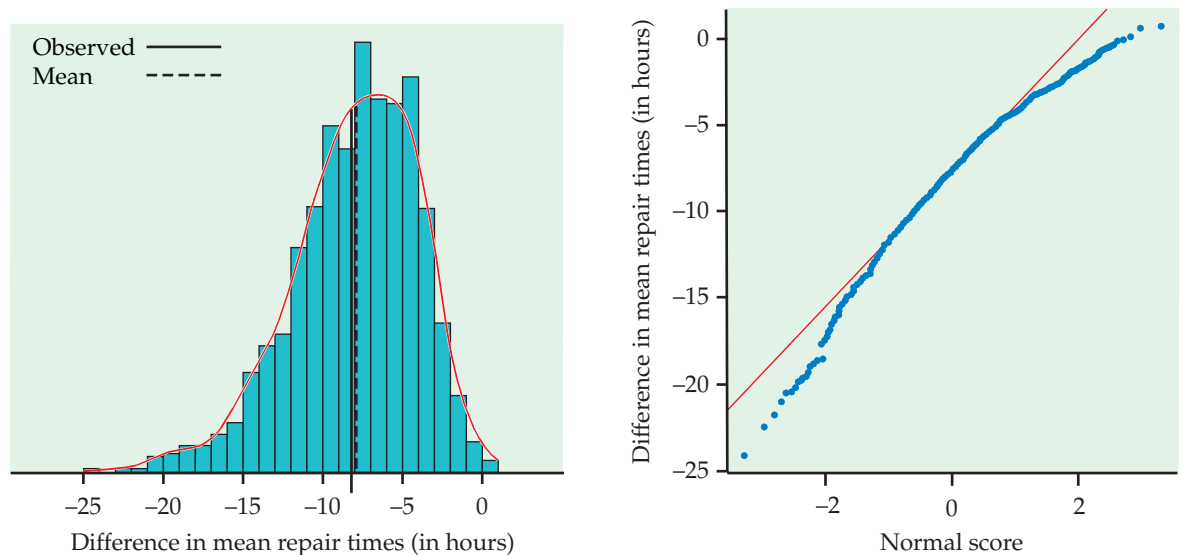 Observed
Mean
−25 −20 −15 −10 −5 0
Difference in mean repair times (in hours)
Difference in mean repair times (in hours)
0
−5
−10
−15
−20
−25
−2 0 2
Normal score